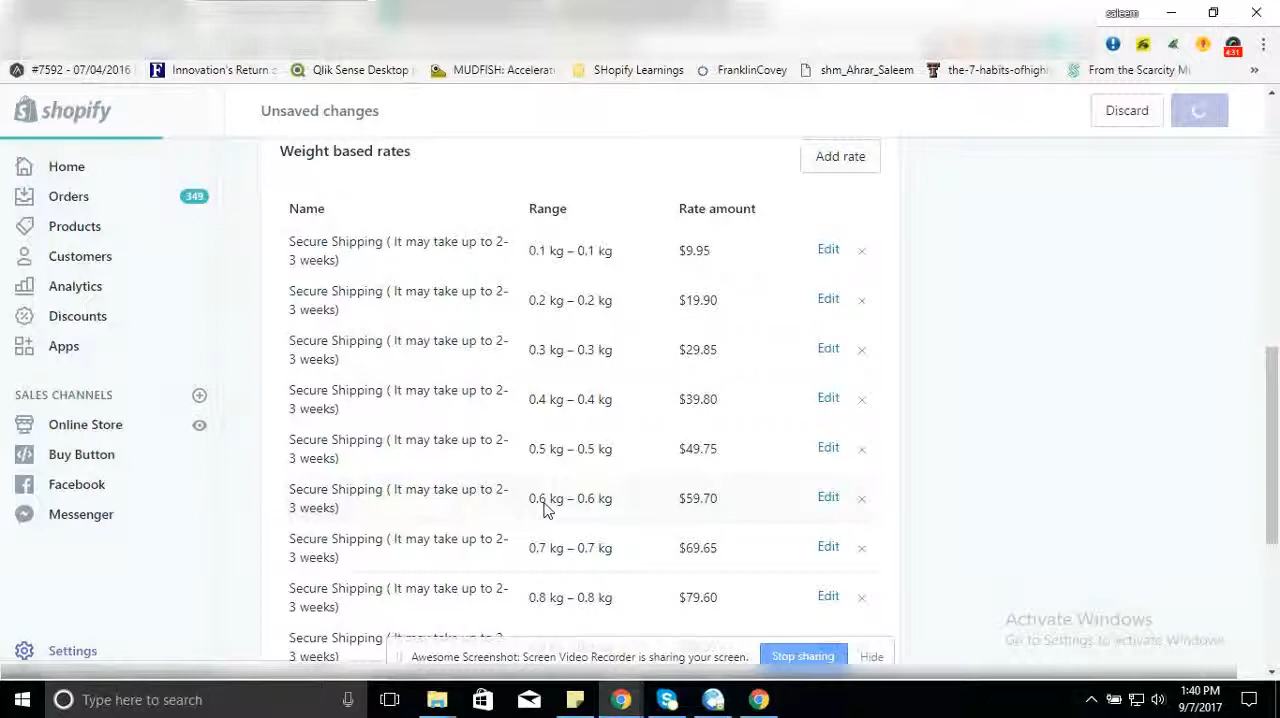 saleem
#7592 - 07/04/2016
Innovation's Return
Qlik Sense Desktop
MUDFISH: Accelerat
SHopify Learnings
FranklinCovey
shm_Ahrar_Saleem
the-7-habits-ofhigh
From the Scarcity Mi
»
4:31
shopify
Unsaved changes
Discard
Home
Orders
349
Products
Customers
Analytics
Discounts
Apps
SALES CHANNELS
Online Store
Buy Button
Facebook
Messenger
Settings
Weight based rates
Add rate
Name Range Rate amount
Secure Shipping ( It may take up to 2-
3 weeks)
0.1 kg – 0.1 kg $9.95 Edit ×
Secure Shipping ( It may take up to 2-
3 weeks)
0.2 kg – 0.2 kg $19.90 Edit ×
Secure Shipping ( It may take up to 2-
3 weeks)
0.3 kg – 0.3 kg $29.85 Edit ×
Secure Shipping ( It may take up to 2-
3 weeks)
0.4 kg – 0.4 kg $39.80 Edit ×
Secure Shipping ( It may take up to 2-
3 weeks)
0.5 kg – 0.5 kg $49.75 Edit ×
Secure Shipping ( It may take up to 2-
3 weeks)
0.6 kg – 0.6 kg $59.70 Edit ×
Secure Shipping ( It may take up to 2-
3 weeks)
0.7 kg – 0.7 kg $69.65 Edit ×
Secure Shipping ( It may take up to 2-
3 weeks)
0.8 kg – 0.8 kg $79.60 Edit ×
Secure Shipping ( It may take up to 2-
Activate Windows
Go to Settings to activate Windows.
Awesome Screenshot: Screen Video Recorder is sharing your screen.
Stop sharing
Hide
Type here to search
1:40 PM
9/7/2017